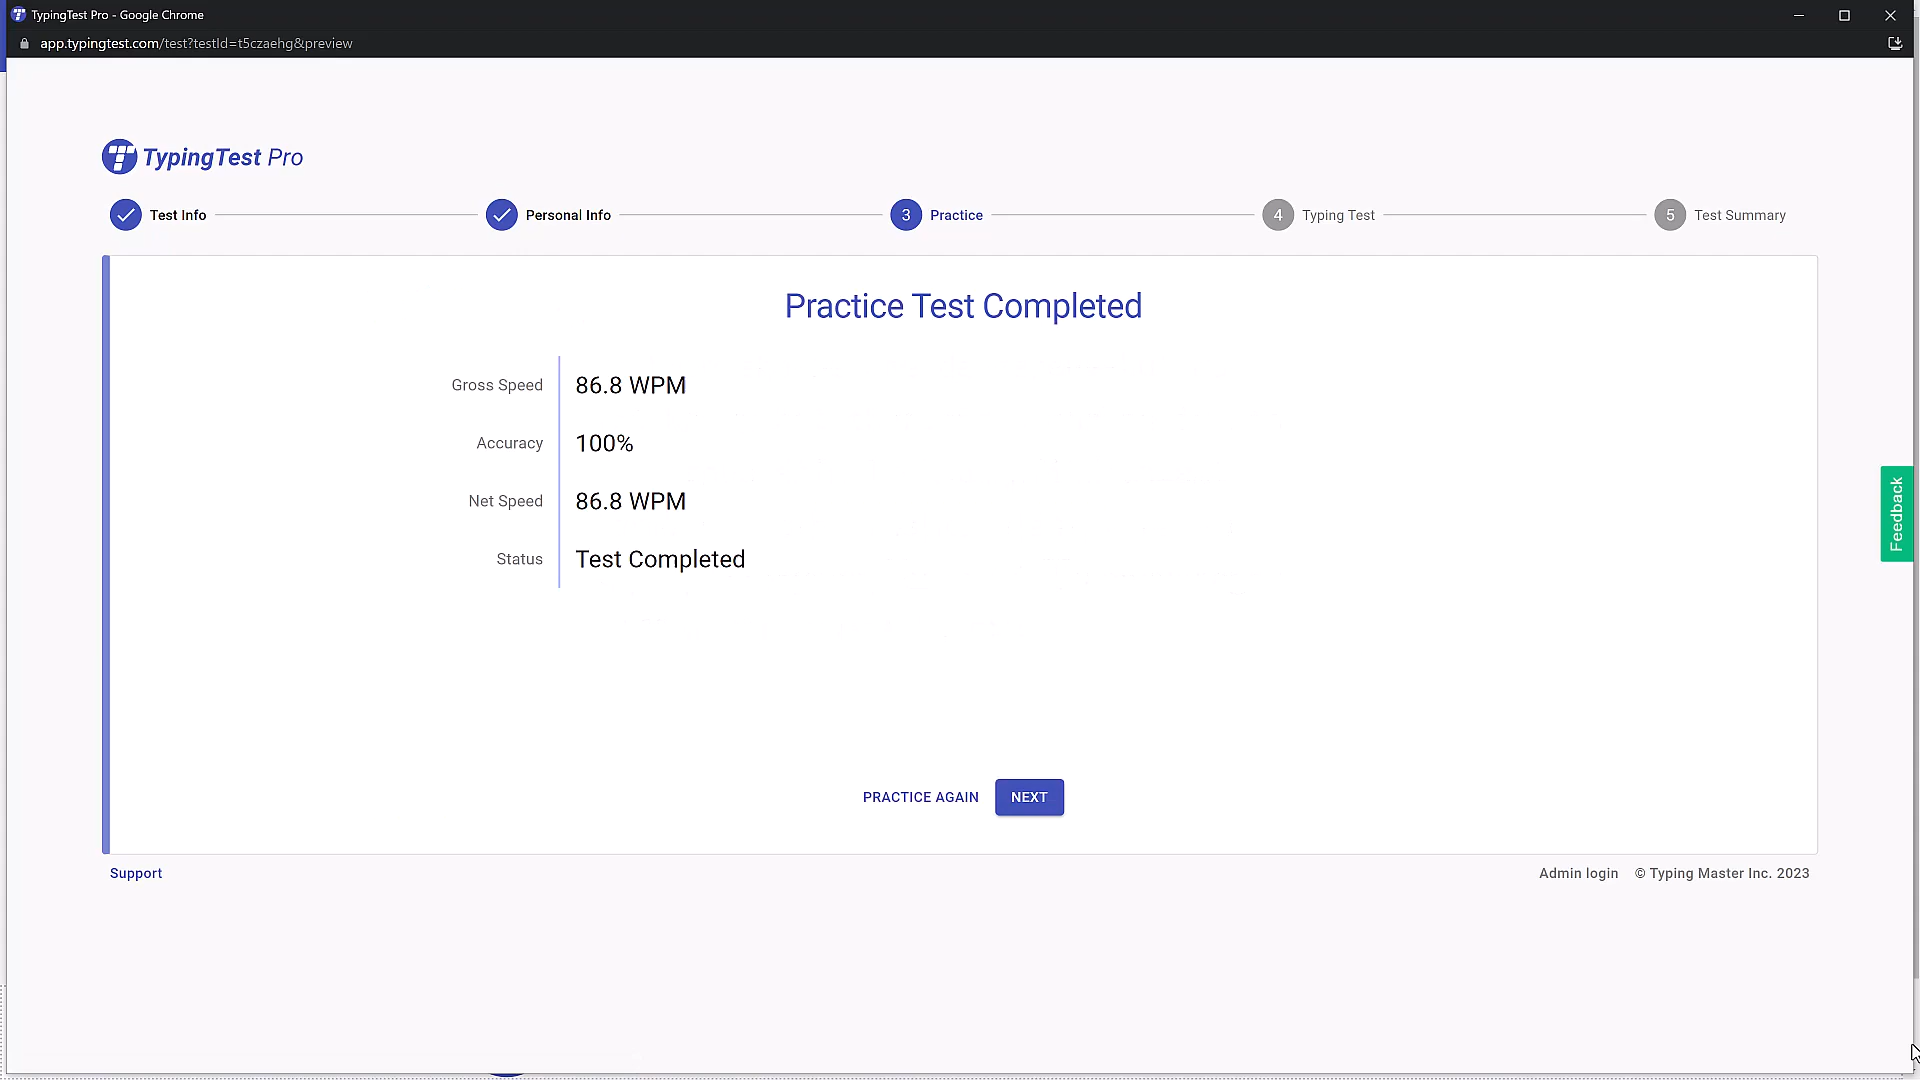 TypingTest Pro - Google Chrome
app.typingtest.com/test?testId=t5czaehg&preview
TypingTest Pro
Test Info
Personal Info
3 Practice
4 Typing Test
5 Test Summary
Practice Test Completed
Gross Speed 86.8 WPM
Accuracy 100%
Net Speed 86.8 WPM
Status Test Completed
Feedback
PRACTICE AGAIN NEXT
Support
Admin login © Typing Master Inc. 2023